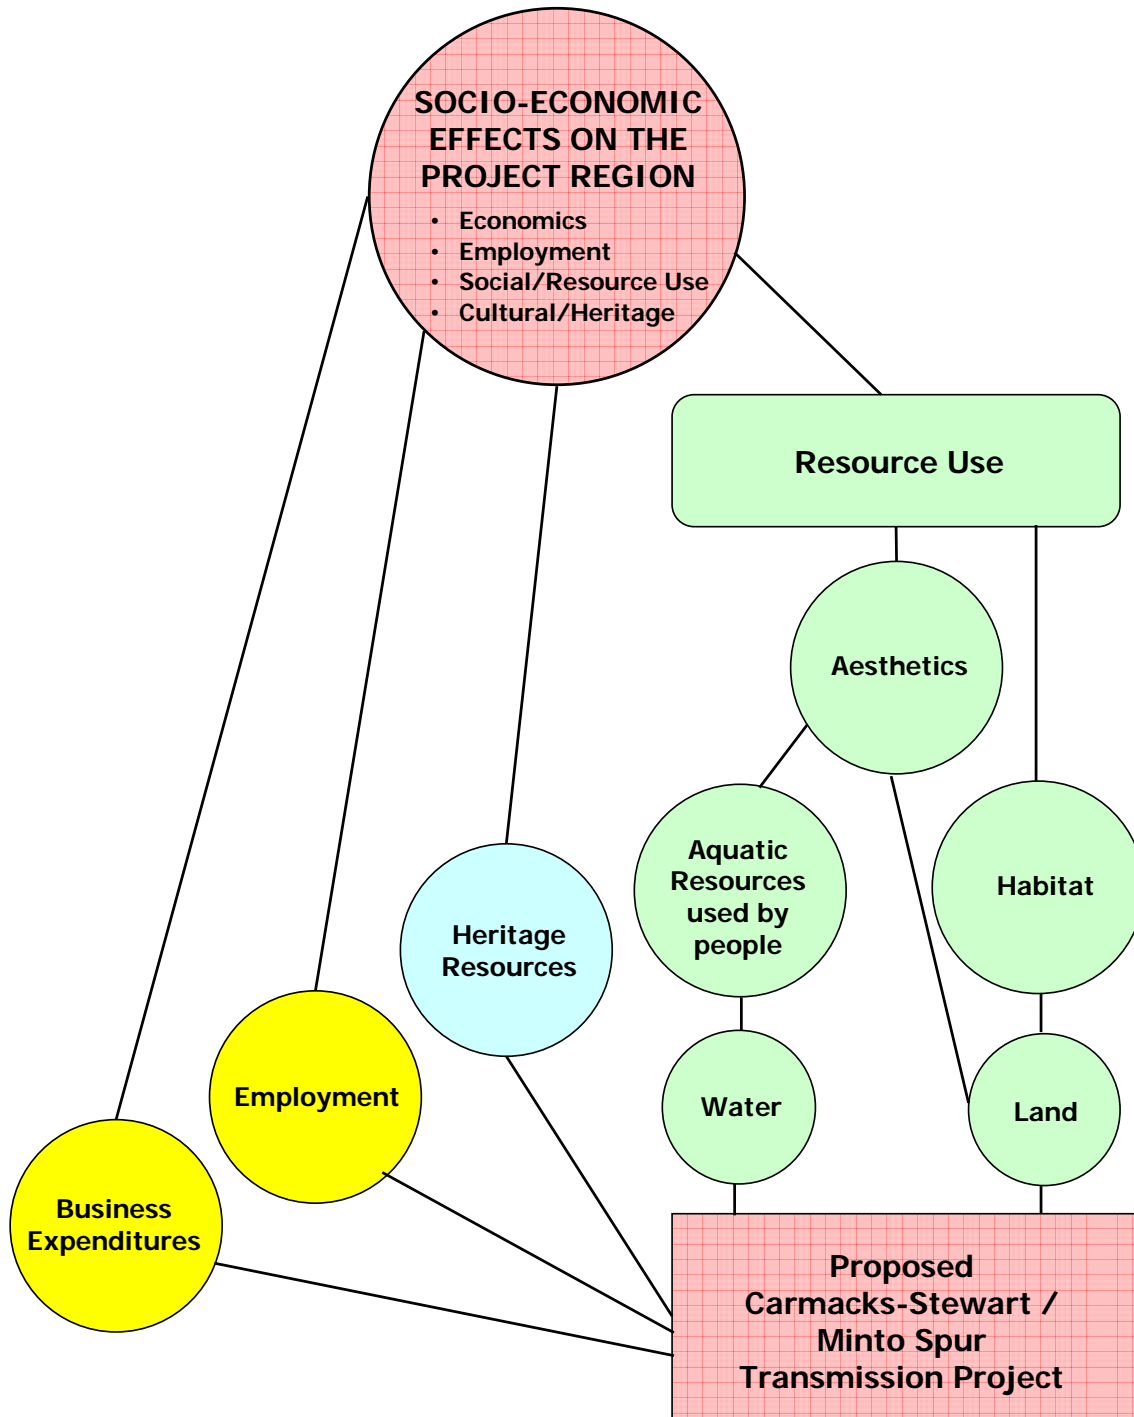 SOCIO-ECONOMIC
EFFECTS ON THE
PROJECT REGION
• Economics
• Employment
• Social/Resource Use
• Cultural/Heritage
Resource Use
Aesthetics
Aquatic
Resources
used by
people
Habitat
Heritage
Resources
Employment
Water
Land
Business
Expenditures
Proposed
Carmacks-Stewart /
Minto Spur
Transmission Project